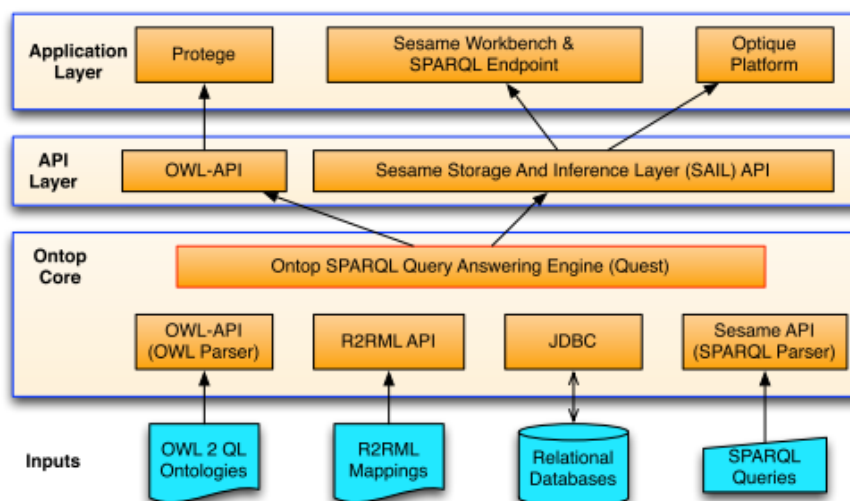 Application
Layer
Protege
Sesame Workbench &
SPARQL Endpoint
Optique
Platform
API
Layer
OWL-API
Sesame Storage And Inference Layer (SAIL) API
Ontop
Core
Ontop SPARQL Query Answering Engine (Quest)
OWL-API
(OWL Parser)
R2RML API
JDBC
Sesame API
(SPARQL Parser)
Inputs
OWL 2 QL
Ontologies
R2RML
Mappings
Relational
Databases
SPARQL
Queries